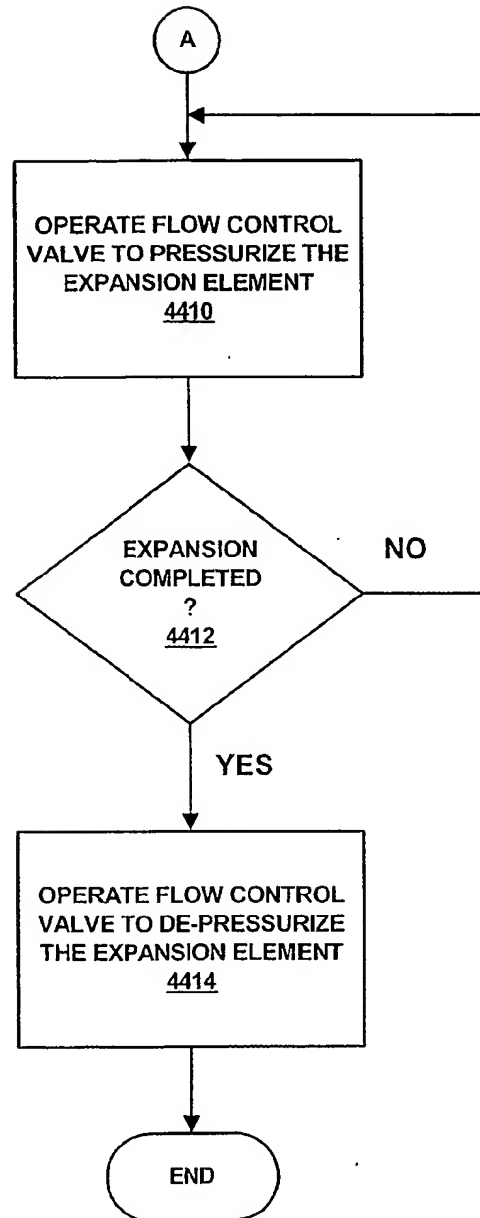 A
OPERATE FLOW CONTROL
VALVE TO PRESSURIZE THE
EXPANSION ELEMENT
4410
EXPANSION
COMPLETED
?
4412
NO
YES
OPERATE FLOW CONTROL
VALVE TO DE-PRESSURIZE
THE EXPANSION ELEMENT
4414
END